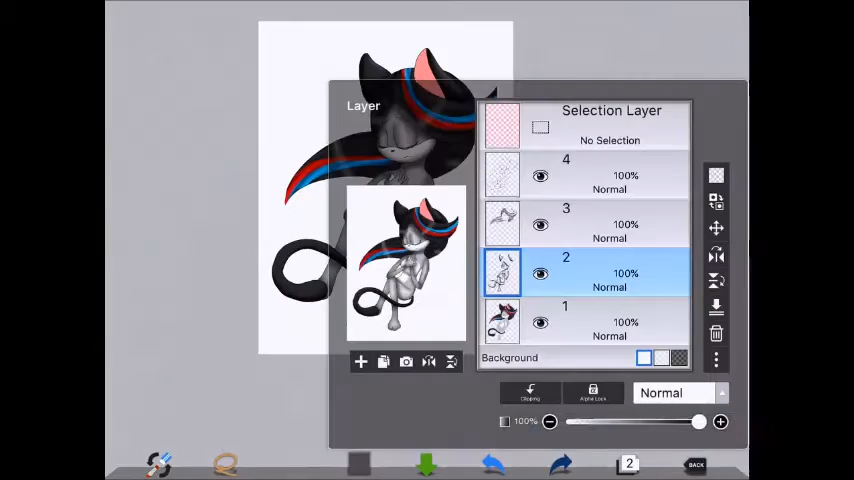 Layer
Selection Layer
No Selection
4
100%
Normal
3
100%
Normal
2
100%
Normal
1
100%
Normal
Background
Clipping
Alpha Lock
Normal
100%
2
BACK